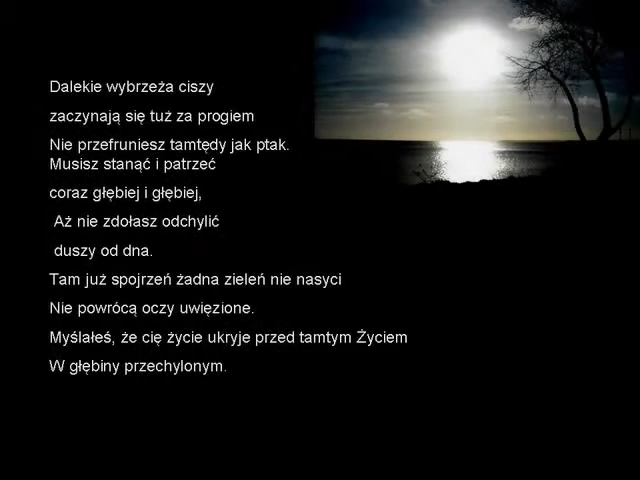 Dalekie wybrzeża ciszy
zaczynają się tuż za progiem
Nie przefruniesz tamtędy jak ptak.
Musisz stanąć i patrzeć
coraz głębiej i głębiej,
Aż nie zdołasz odchylić
duszy od dna.
Tam już spojrzeń żadna zieleń nie nasyci
Nie powrócą oczy uwięzione.
Myślałeś, że cię życie ukryje przed tamtym Życiem
W głębiny przechylonym.